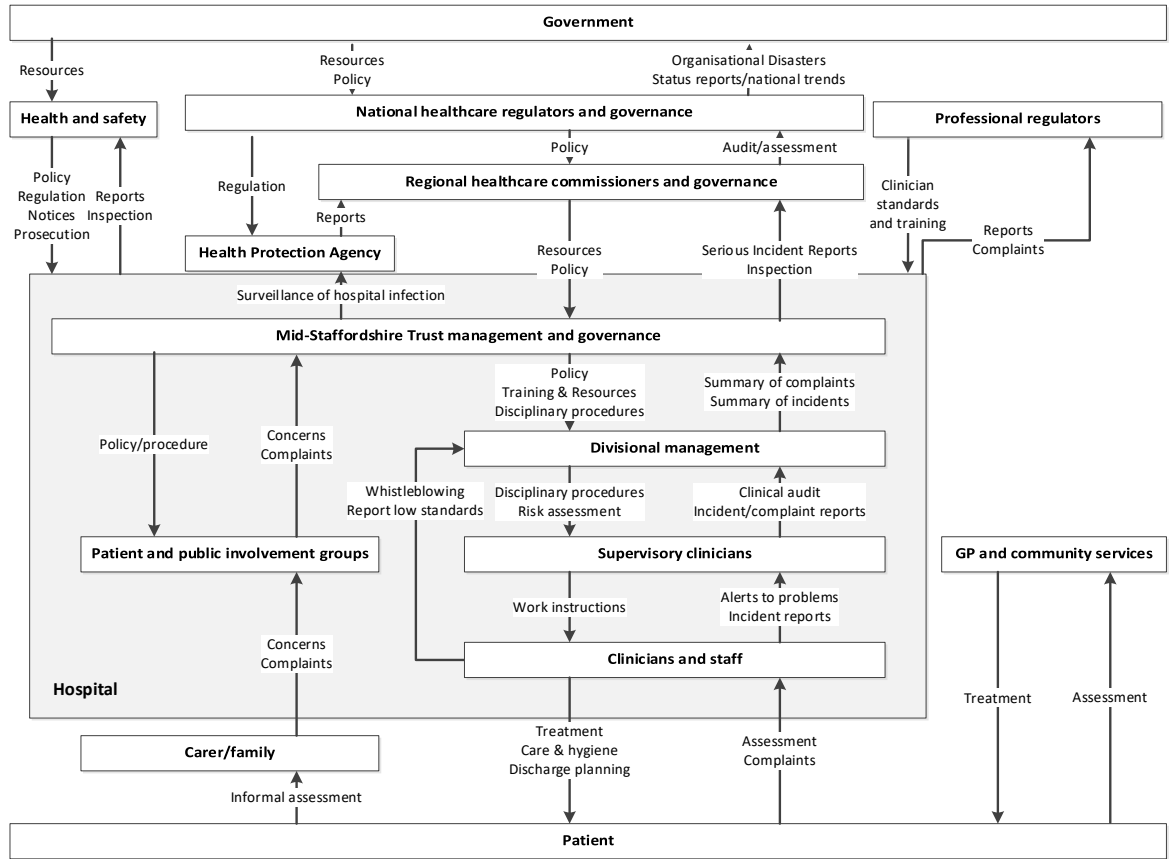 Government
Resources
Resources
Policy
Organisational Disasters
Status reports/national trends
Health and safety
National healthcare regulators and governance
Professional regulators
Policy
Regulation
Notices
Prosecution
Reports
Inspection
Regulation
Policy
Audit/assessment
Regional healthcare commissioners and governance
Clinician
standards
and training
Reports
Complaints
Reports
Health Protection Agency
Resources
Policy
Serious Incident Reports
Inspection
Surveillance of hospital infection
Mid-Staffordshire Trust management and governance
Policy
Training & Resources
Disciplinary procedures
Summary of complaints
Summary of incidents
Policy/procedure
Concerns
Complaints
Divisional management
Whistleblowing
Report low standards
Disciplinary procedures
Risk assessment
Clinical audit
Incident/complaint reports
Patient and public involvement groups
Supervisory clinicians
GP and community services
Work instructions
Alerts to problems
Incident reports
Concerns
Complaints
Clinicians and staff
Hospital
Treatment
Assessment
Carer/family
Treatment
Care & hygiene
Discharge planning
Assessment
Complaints
Informal assessment
Patient